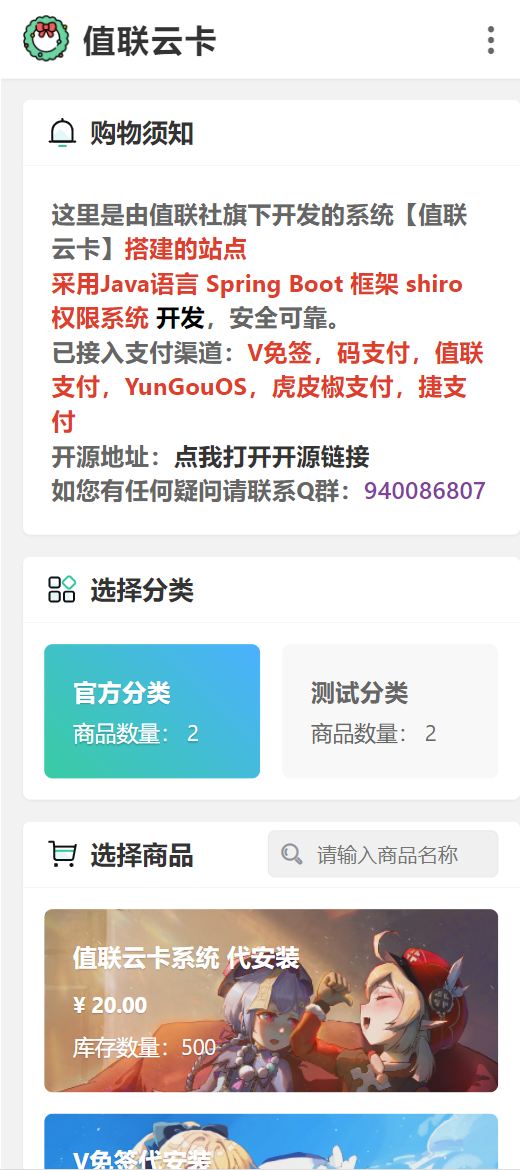 值联云卡
购物须知
这里是由值联社旗下开发的系统【值联
云卡】搭建的站点
采用Java语言 Spring Boot 框架 shiro
权限系统 开发，安全可靠。
已接入支付渠道：V免签，码支付，值联
支付，YunGouOS，虎皮椒支付，捷支
付
开源地址：点我打开开源链接
如您有任何疑问请联系Q群：940086807
选择分类
官方分类
商品数量： 2
测试分类
商品数量： 2
选择商品
请输入商品名称
值联云卡系统 代安装
¥ 20.00
库存数量：500
V免签代安装